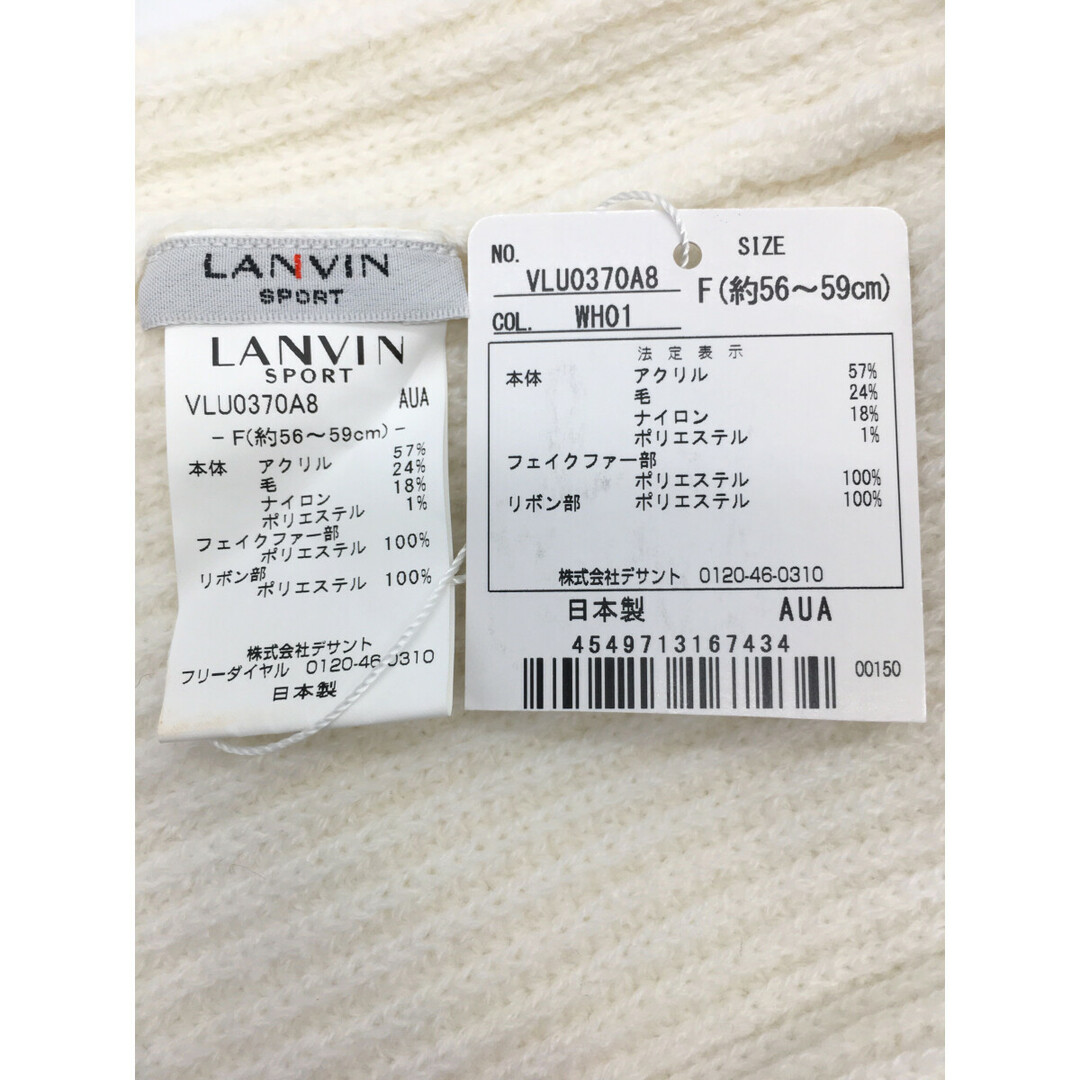 LANVIN
SPORT
LANVIN
SPORT
VLU0370A8 AUA
- F(約56～59cm) -
本体 アクリル 57%
毛 24%
ナイロン 18%
ポリエステル 1%
フェイクファー部
ポリエステル 100%
リボン部
ポリエステル 100%
株式会社デサント
フリーダイヤル 0120-46-0310
日本製
NO. VLU0370A8
COL. WH01
SIZE
F(約56～59cm)
法定表示
本体 アクリル 57%
毛 24%
ナイロン 18%
ポリエステル 1%
フェイクファー部
ポリエステル 100%
リボン部 ポリエステル 100%
株式会社デサント 0120-46-0310
日本製 AUA
4549713167434
00150